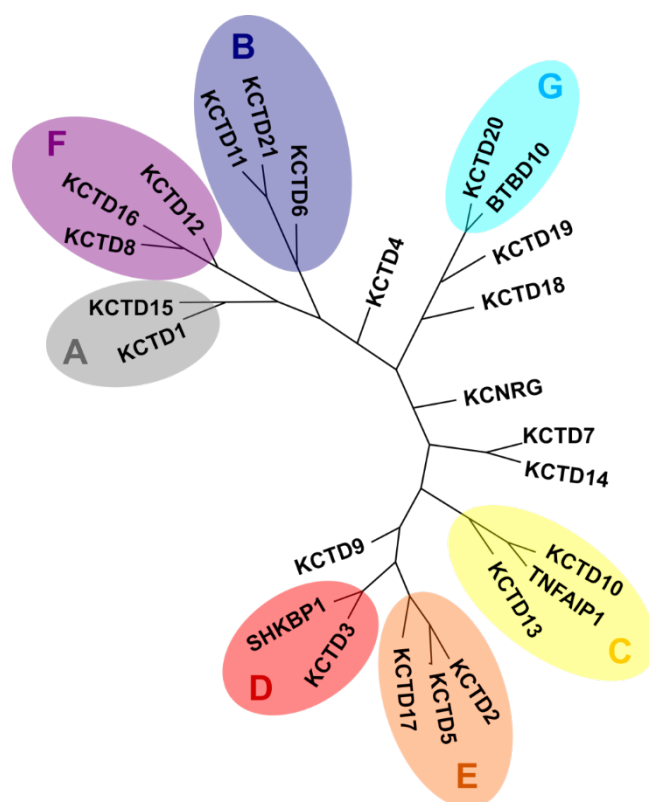 B
KCTD21
KCTD11
KCTD6
F
KCTD12
KCTD16
KCTD8
KCTD15
KCTD1
A
G
KCTD20
BTBD10
KCTD19
KCTD18
KCTD4
KCNRG
KCTD7
KCTD14
KCTD10
TNFAIP1
KCTD13
C
KCTD9
SHKBP1
KCTD3
D
KCTD2
KCTD5
KCTD17
E